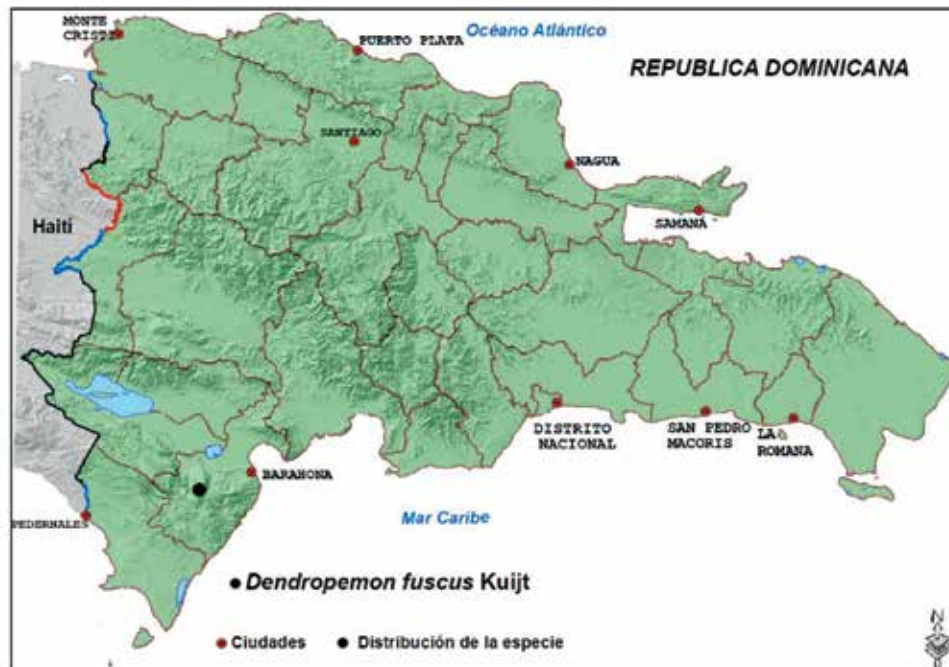 MONTE
CRISTI
PUERTO PLATA
Océano Atlántico
REPUBLICA DOMINICANA
SANTIAGO
NAGUA
SAMANÁ
Haití
DISTRITO
NACIONAL
SAN PEDRO
MACORIS
LA
ROMANA
BARAHONA
PEDERNALES
Mar Caribe
Dendropemon fuscus Kuijt
Ciudades
Distribución de la especie
N